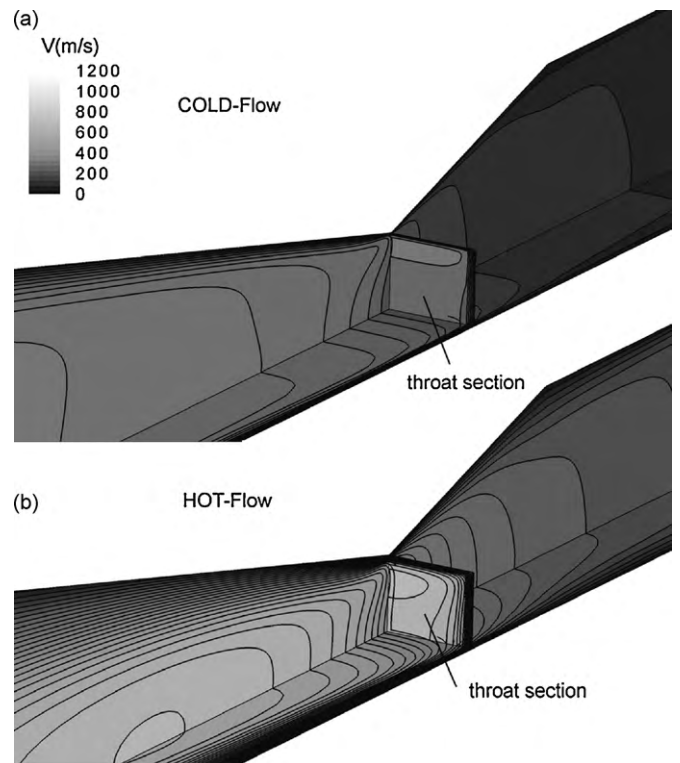 (a)
V(m/s)
1200
1000
800
600
400
200
0
COLD-Flow
throat section
(b)
HOT-Flow
throat section